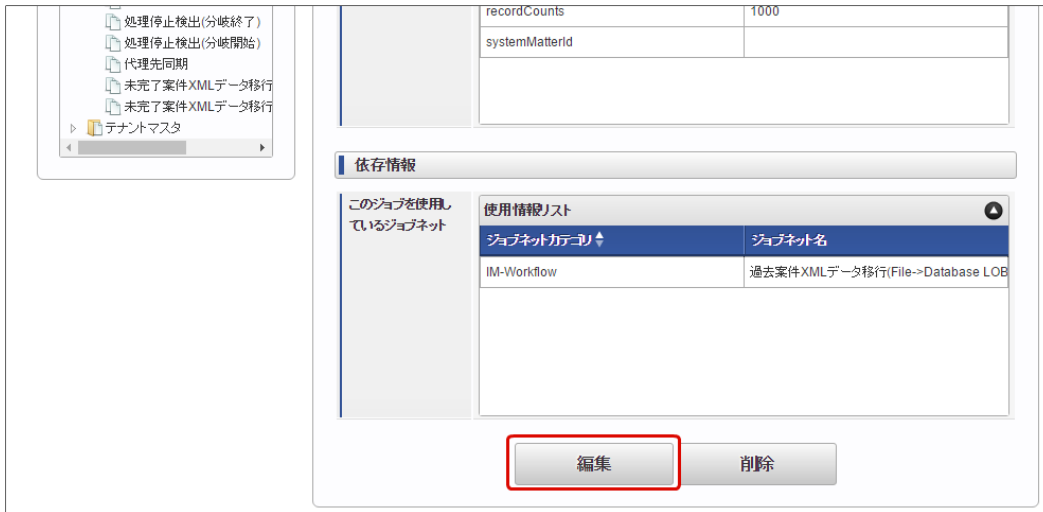 処理停止検出(分岐終了)
処理停止検出(分岐開始)
代理先同期
未完了案件XMLデータ移行
未完了案件XMLデータ移行
テナントマスタ
recordCounts 1000
systemMatterId
依存情報
このジョブを使用し
ているジョブネット
使用情報リスト
ジョブネットカテゴリ ジョブネット名
IM-Workflow 過去案件XMLデータ移行(File->Database LOB
編集 削除